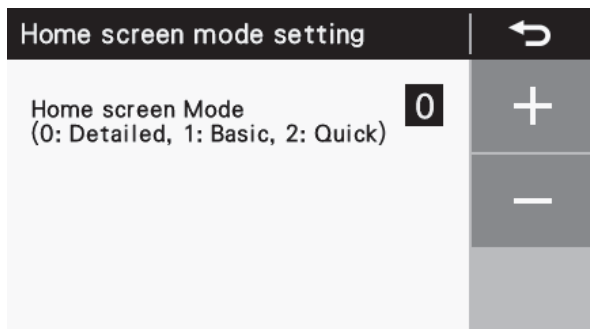 Home screen mode setting
Home screen Mode 0
(0: Detailed, 1: Basic, 2: Quick)
+
−